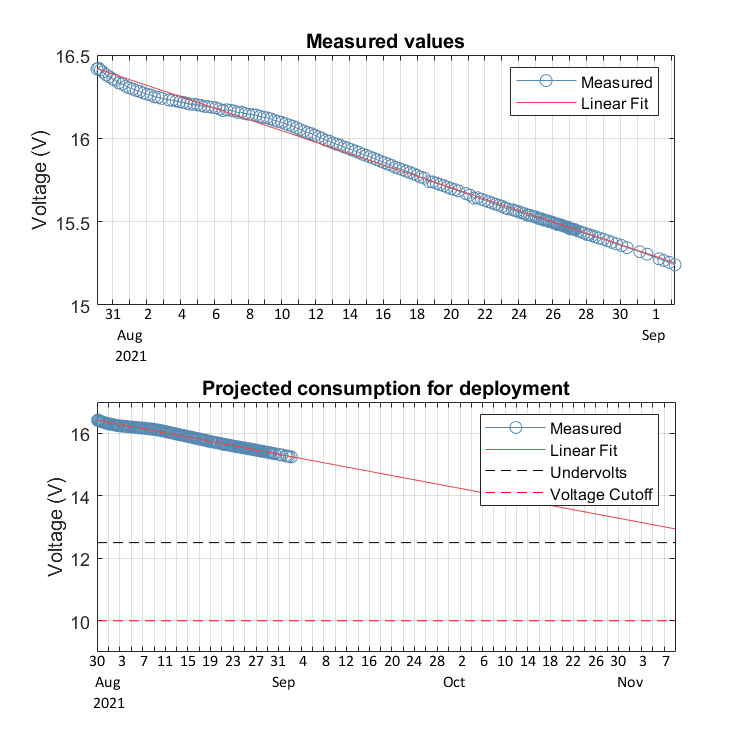 Measured values
Voltage (V)
16.5
16
15.5
15
Measured
Linear Fit
31 2 4 6 8 10 12 14 16 18 20 22 24 26 28 30 1
Aug Sep
2021
Projected consumption for deployment
Voltage (V)
16
14
12
10
Measured
Linear Fit
Undervolts
Voltage Cutoff
30 3 7 11 15 19 23 27 31 4 8 12 16 20 24 28 2 6 10 14 18 22 26 30 3 7
Aug Sep Oct Nov
2021